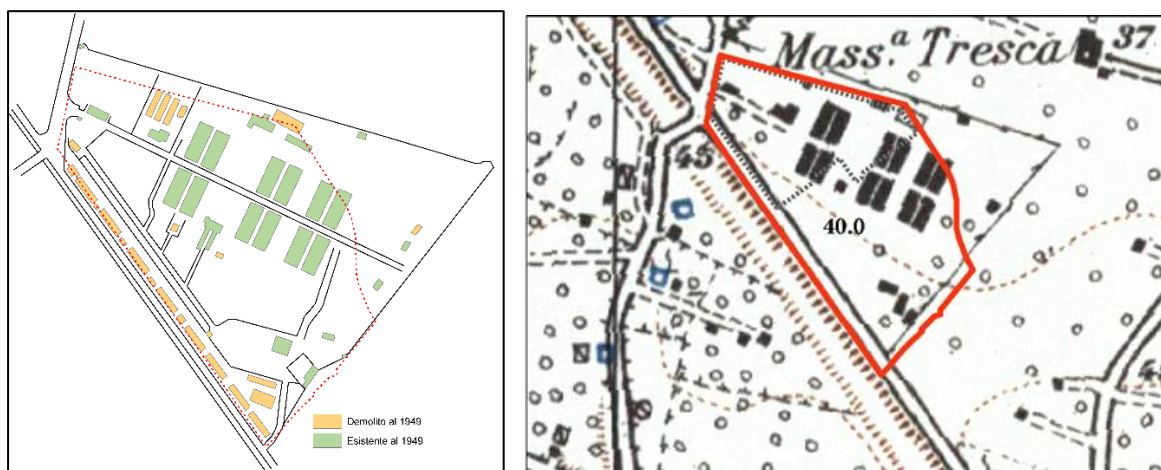 Demolito al 1949
Esistente al 1949
Mass.ª Tresca 37
45
40.0